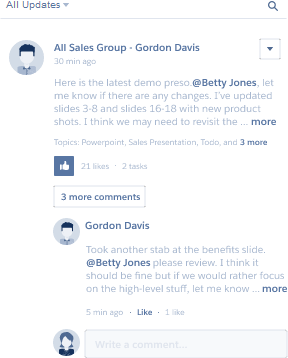 All Updates
All Sales Group - Gordon Davis
30 min ago
Here is the latest demo preso.@Betty Jones, let
me know if there are any changes. I've updated
slides 3-8 and slides 16-18 with new product
shots. I think we may need to revisit the ... more
Topics: Powerpoint, Sales Presentation, Todo, and 3 more
21 likes · 2 tasks
3 more comments
Gordon Davis
Took another stab at the benefits slide.
@Betty Jones please review. I think it
should be fine but if we would rather focus
on the high-level stuff, let me know ... more
5 min ago · Like · 1 like
Write a comment...